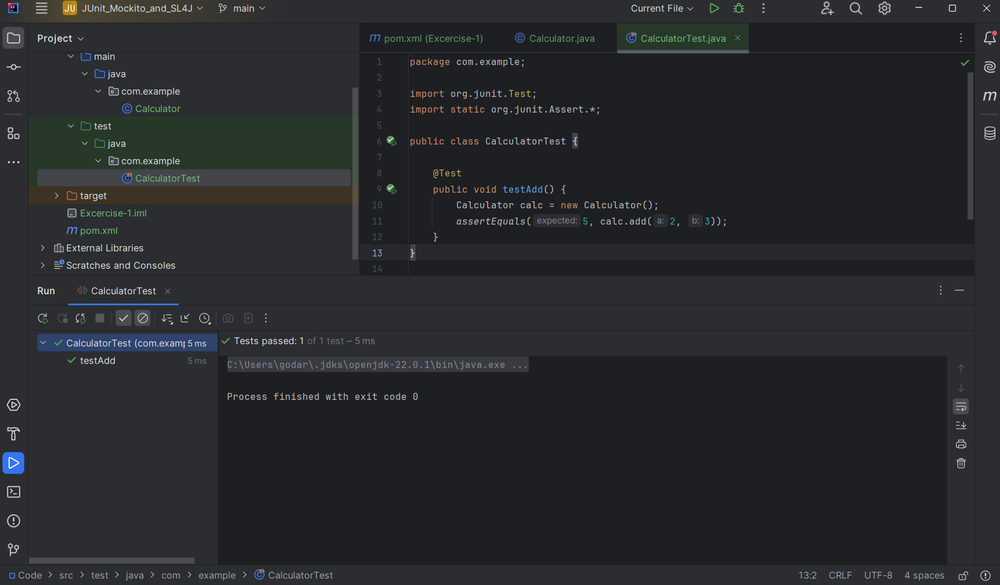 JU JUnit_Mockito_and_SL4J main Current File
Project
pom.xml (Excercise-1) Calculator.java CalculatorTest.java
main
java
com.example
Calculator
test
java
com.example
CalculatorTest
target
Excercise-1.iml
m pom.xml
External Libraries
Scratches and Consoles
1 package com.example;
2
3 import org.junit.Test;
4 import static org.junit.Assert.*;
5
6 public class CalculatorTest {
7
8 @Test
9 public void testAdd() {
10 Calculator calc = new Calculator();
11 assertEquals( expected: 5, calc.add( a: 2, b: 3));
12 }
13 }
14
Run CalculatorTest
CalculatorTest (com.examp 5 ms
testAdd 5 ms
Tests passed: 1 of 1 test – 5 ms
C:\Users\godar\.jdks\openjdk-22.0.1\bin\java.exe ...
Process finished with exit code 0
Code > src > test > java > com > example > CalculatorTest
13:2 CRLF UTF-8 4 spaces